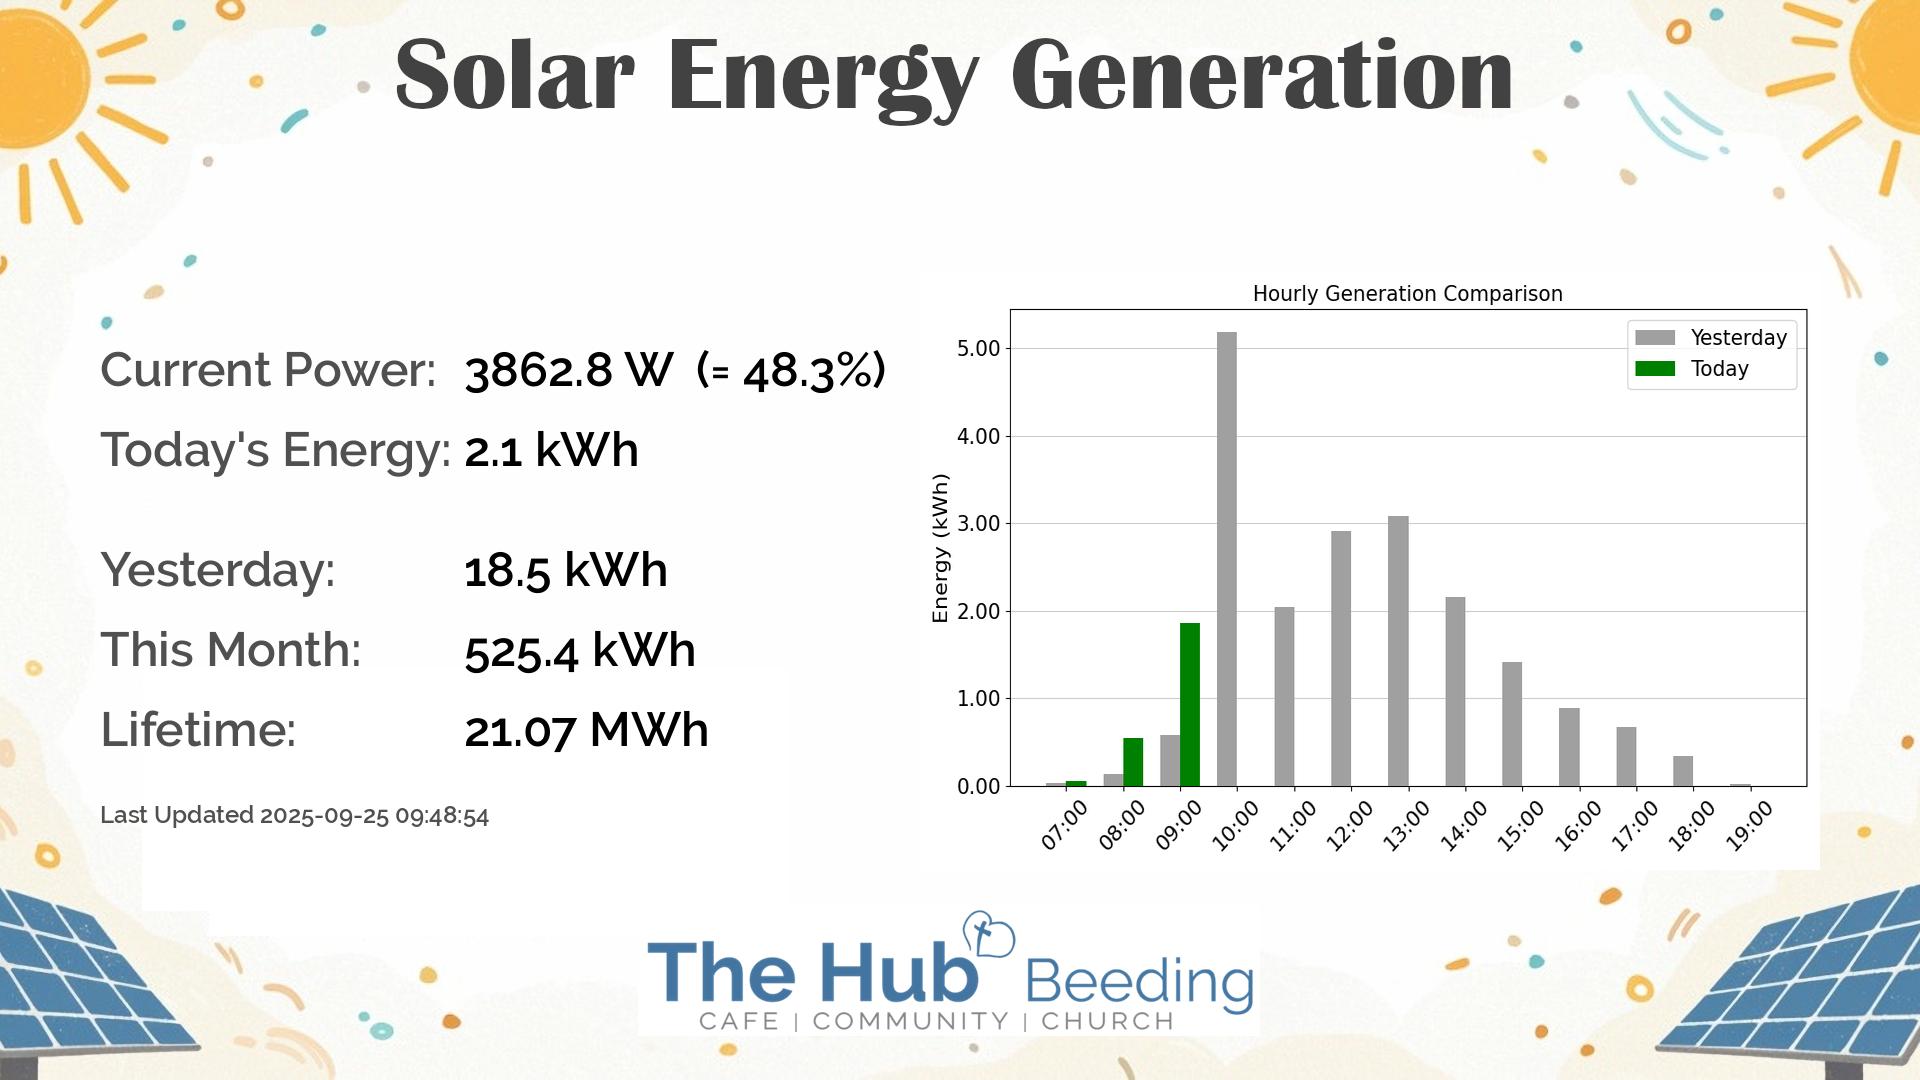 Solar Energy Generation
Current Power: 3862.8 W (= 48.3%)
Today's Energy: 2.1 kWh
Yesterday: 18.5 kWh
This Month: 525.4 kWh
Lifetime: 21.07 MWh
Last Updated 2025-09-25 09:48:54
Hourly Generation Comparison
Yesterday
Today
Energy (kWh)
5.00
4.00
3.00
2.00
1.00
0.00
07:00 08:00 09:00 10:00 11:00 12:00 13:00 14:00 15:00 16:00 17:00 18:00 19:00
The Hub Beeding
CAFE | COMMUNITY | CHURCH